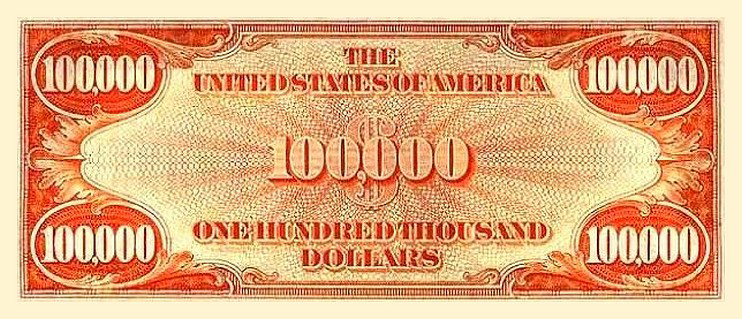 100,000 THE 100,000
UNITED STATES OF AMERICA
100,000
ONE HUNDRED THOUSAND
100,000 DOLLARS 100,000